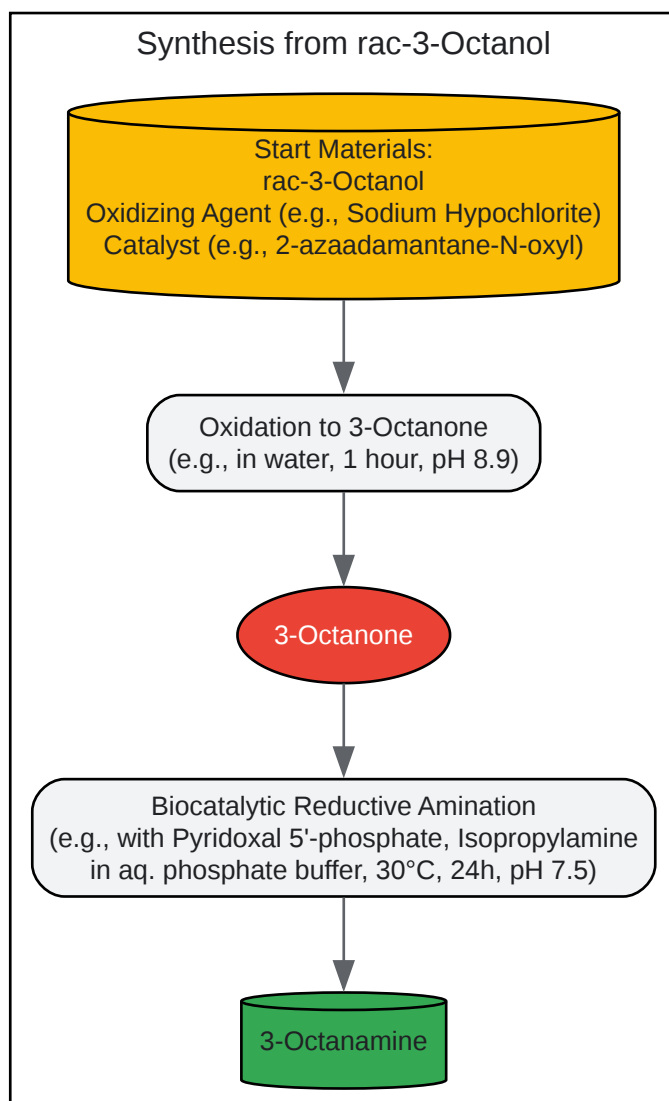 Synthesis from rac-3-Octanol
Start Materials:
rac-3-Octanol
Oxidizing Agent (e.g., Sodium Hypochlorite)
Catalyst (e.g., 2-azaadamantane-N-oxyl)
Oxidation to 3-Octanone
(e.g., in water, 1 hour, pH 8.9)
3-Octanone
Biocatalytic Reductive Amination
(e.g., with Pyridoxal 5'-phosphate, Isopropylamine
in aq. phosphate buffer, 30°C, 24h, pH 7.5)
3-Octanamine